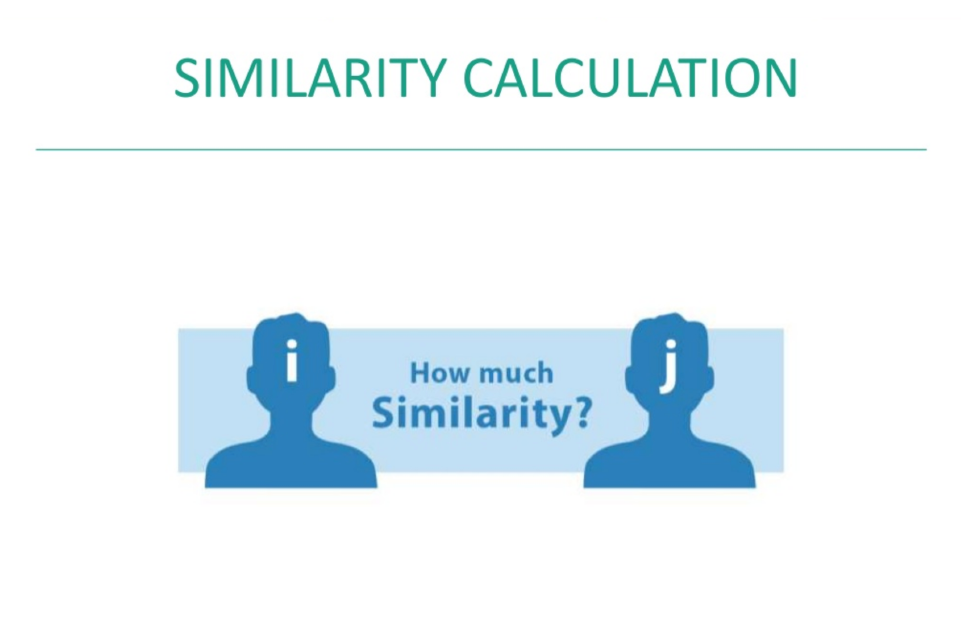 SIMILARITY CALCULATION
i
How much
Similarity?
j